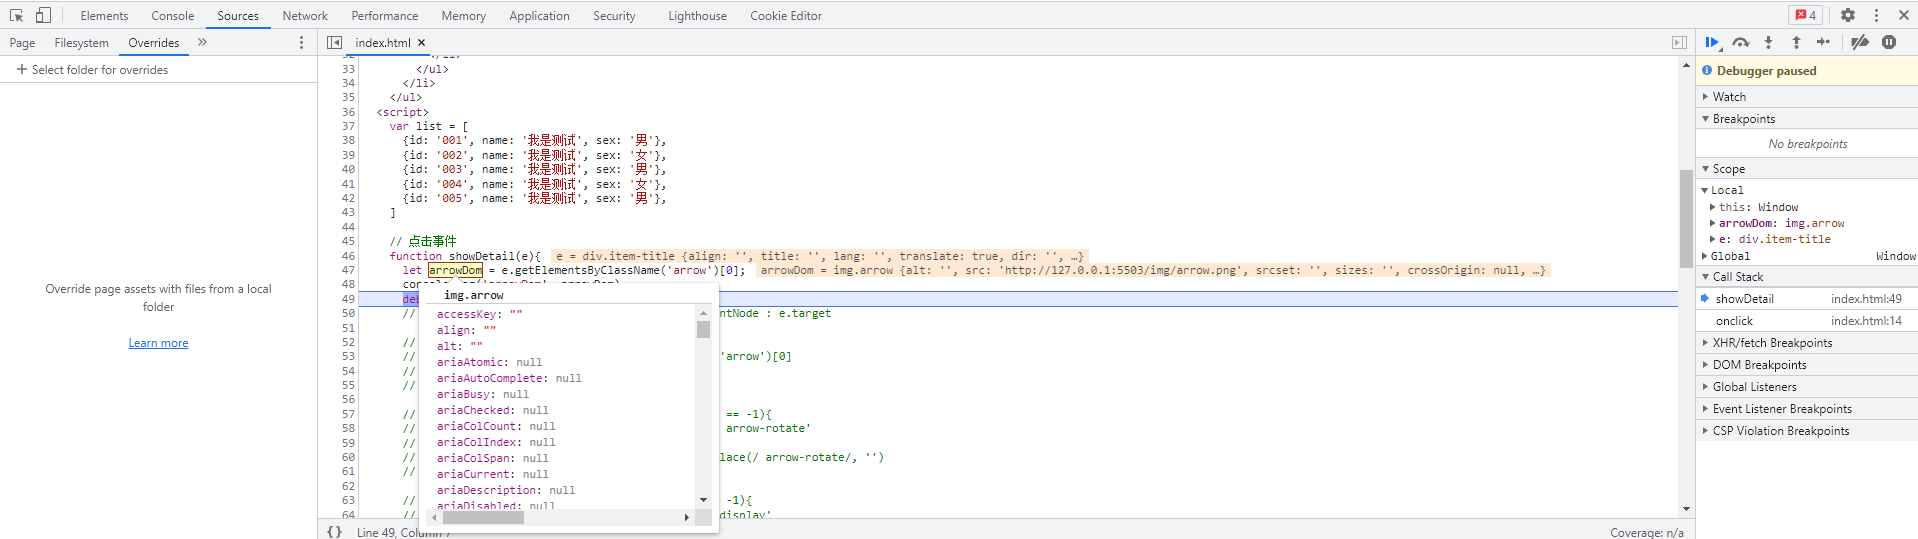 Elements Console Sources Network Performance Memory Application Security Lighthouse Cookie Editor 4
Page Filesystem Overrides
Select folder for overrides
Override page assets with files from a local
folder
Learn more
index.html
33 </ul>
34 </li>
35 </ul>
36 <script>
37 var list = [
38 {id: '001', name: '我是测试', sex: '男'},
39 {id: '002', name: '我是测试', sex: '女'},
40 {id: '003', name: '我是测试', sex: '男'},
41 {id: '004', name: '我是测试', sex: '女'},
42 {id: '005', name: '我是测试', sex: '男'},
43 ]
44
45 // 点击事件
46 function showDetail(e){ e = div.item-title {align: '', title: '', lang: '', translate: true, dir: '', …}
47 let arrowDom = e.getElementsByClassName('arrow')[0]; arrowDom = img.arrow {alt: '', src: 'http://127.0.0.1:5503/img/arrow.png', srcset: '', sizes: '', crossOrigin: null, …}
48
49 deb
50 // ntNode : e.target
51
52 //
53 // 'arrow')[0]
54 //
55 //
56
57 // == -1){
58 // arrow-rotate'
59 //
60 // lace(/ arrow-rotate/, '')
61 //
62
63 // -1){
64 // display'
img.arrow
accessKey: ""
align: ""
alt: ""
ariaAtomic: null
ariaAutoComplete: null
ariaBusy: null
ariaChecked: null
ariaColCount: null
ariaColIndex: null
ariaColSpan: null
ariaCurrent: null
ariaDescription: null
ariaDisabled: null
{} Line 49, Column 7
Coverage: n/a
Debugger paused
Watch
Breakpoints
No breakpoints
Scope
Local
this: Window
arrowDom: img.arrow
e: div.item-title
Global Window
Call Stack
showDetail index.html:49
onclick index.html:14
XHR/fetch Breakpoints
DOM Breakpoints
Global Listeners
Event Listener Breakpoints
CSP Violation Breakpoints